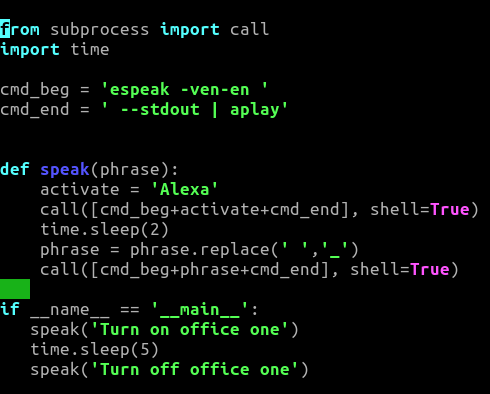 from subprocess import call
import time

cmd_beg = 'espeak -ven-en '
cmd_end = ' --stdout | aplay'


def speak(phrase):
    activate = 'Alexa'
    call([cmd_beg+activate+cmd_end], shell=True)
    time.sleep(2)
    phrase = phrase.replace(' ','_')
    call([cmd_beg+phrase+cmd_end], shell=True)

if __name__ == '__main__':
   speak('Turn on office one')
   time.sleep(5)
   speak('Turn off office one')